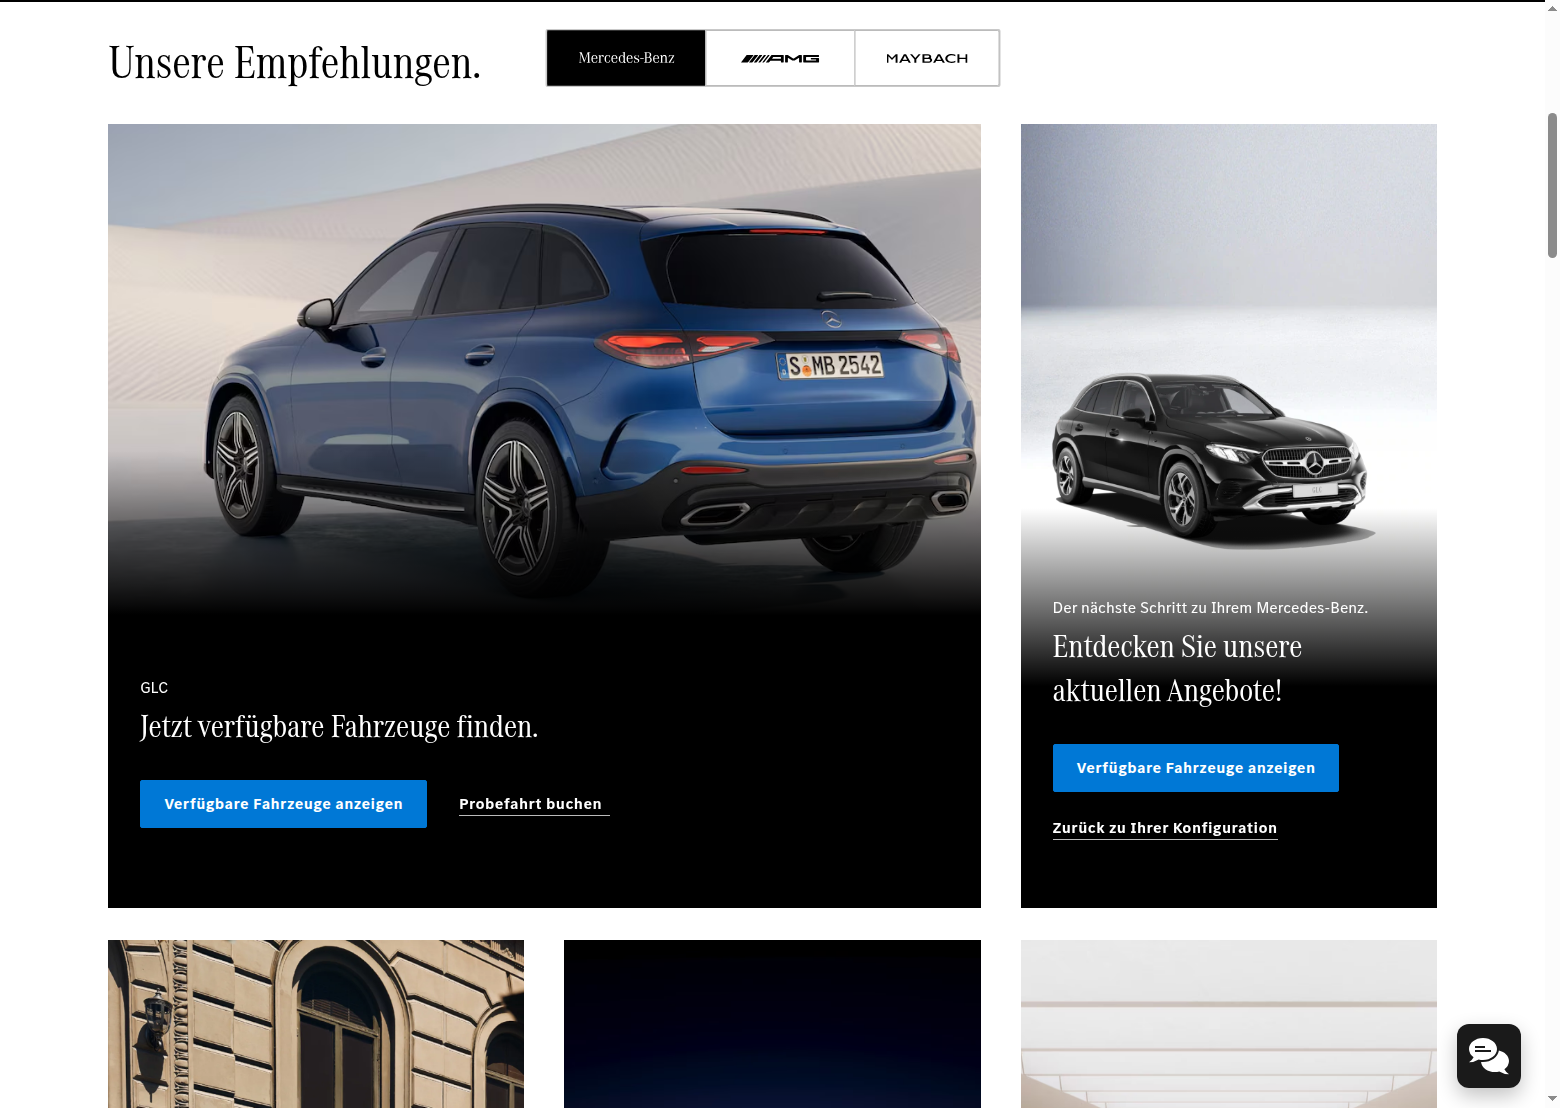 Unsere Empfehlungen.
Mercedes-Benz
AMG
MAYBACH
S MB 2542
GLC
Jetzt verfügbare Fahrzeuge finden.
Verfügbare Fahrzeuge anzeigen
Probefahrt buchen
GLC
Der nächste Schritt zu Ihrem Mercedes-Benz.
Entdecken Sie unsere
aktuellen Angebote!
Verfügbare Fahrzeuge anzeigen
Zurück zu Ihrer Konfiguration